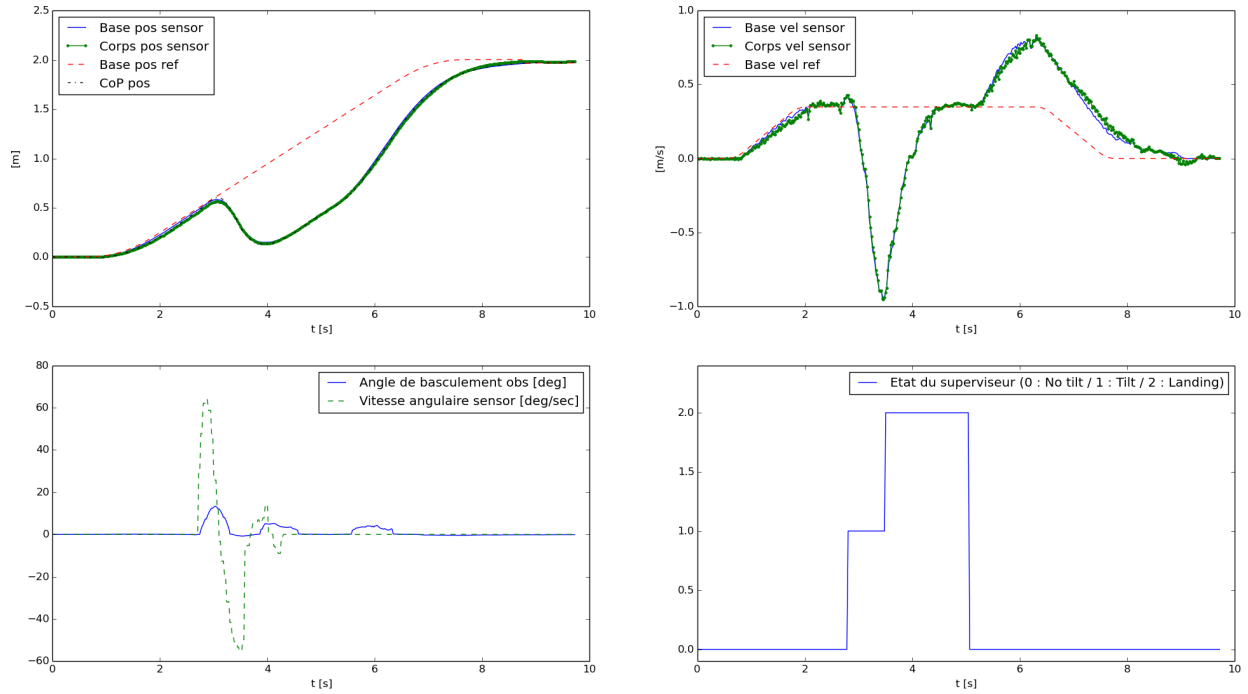 2.5
2.0
1.5
1.0
0.5
0.0
−0.5
[m]
Base pos sensor
Corps pos sensor
Base pos ref
CoP pos
0 2 4 6 8 10
t [s]
1.0
0.5
0.0
−0.5
−1.0
[m/s]
Base vel sensor
Corps vel sensor
Base vel ref
0 2 4 6 8 10
t [s]
80
60
40
20
0
−20
−40
−60
Angle de basculement obs [deg]
Vitesse angulaire sensor [deg/sec]
0 2 4 6 8 10
t [s]
2.0
1.5
1.0
0.5
0.0
Etat du superviseur (0 : No tilt / 1 : Tilt / 2 : Landing)
0 2 4 6 8 10
t [s]